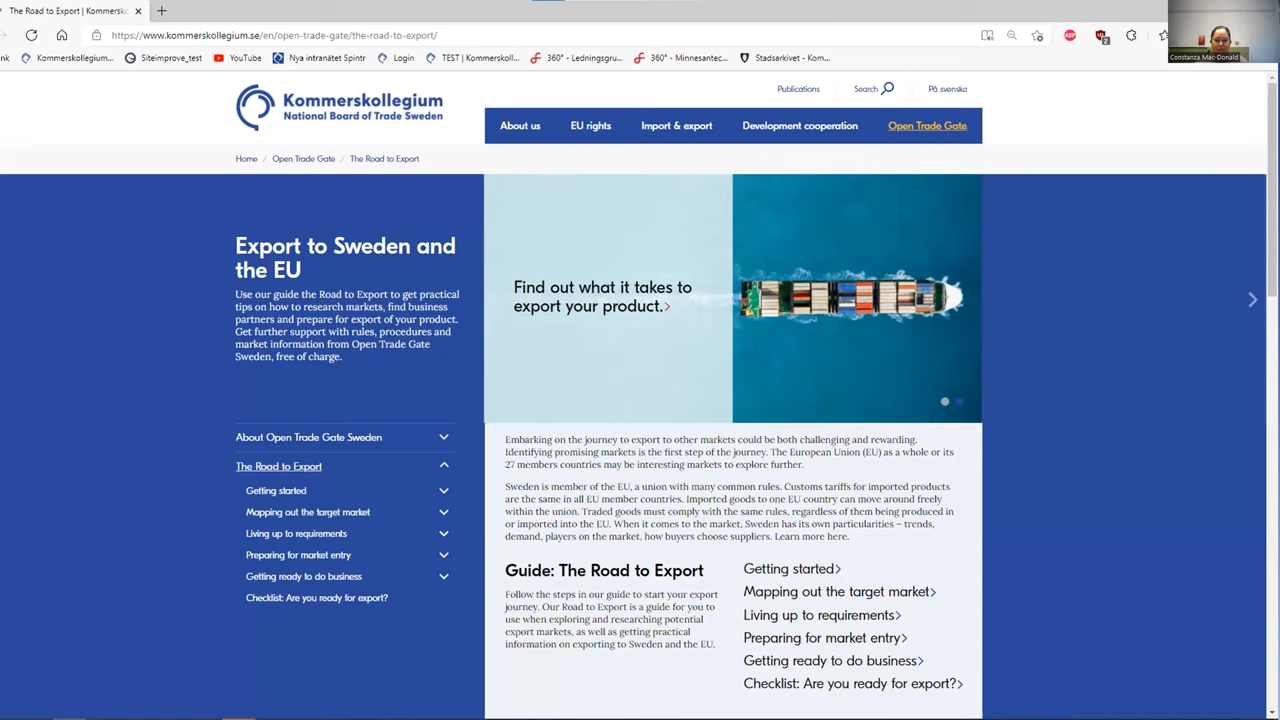 The Road to Export | Kommersk
https://www.kommerskollegium.se/en/open-trade-gate/the-road-to-export/
ABP
2
Constanza Mac-Donald
nk
Kommerskollegium...
Siteimprove_test
YouTube
Nya intranätet Spintr
Login
TEST | Kommerskoll...
360° - Ledningsgru...
360° - Minnesantec...
Stadsarkivet - Kom...
Kommerskollegium
National Board of Trade Sweden
Publications
Search
På svenska
About us
EU rights
Import & export
Development cooperation
Open Trade Gate
Home / Open Trade Gate / The Road to Export
Export to Sweden and
the EU
Use our guide the Road to Export to get practical
tips on how to research markets, find business
partners and prepare for export of your product.
Get further support with rules, procedures and
market information from Open Trade Gate
Sweden, free of charge.
Find out what it takes to
export your product.
About Open Trade Gate Sweden
The Road to Export
Getting started
Mapping out the target market
Living up to requirements
Preparing for market entry
Getting ready to do business
Checklist: Are you ready for export?
Embarking on the journey to export to other markets could be both challenging and rewarding.
Identifying promising markets is the first step of the journey. The European Union (EU) as a whole or its
27 members countries may be interesting markets to explore further.
Sweden is member of the EU, a union with many common rules. Customs tariffs for imported products
are the same in all EU member countries. Imported goods to one EU country can move around freely
within the union. Traded goods must comply with the same rules, regardless of them being produced in
or imported into the EU. When it comes to the market, Sweden has its own particularities – trends,
demand, players on the market, how buyers choose suppliers. Learn more here.
Guide: The Road to Export
Follow the steps in our guide to start your export
journey. Our Road to Export is a guide for you to
use when exploring and researching potential
export markets, as well as getting practical
information on exporting to Sweden and the EU.
Getting started
Mapping out the target market
Living up to requirements
Preparing for market entry
Getting ready to do business
Checklist: Are you ready for export?